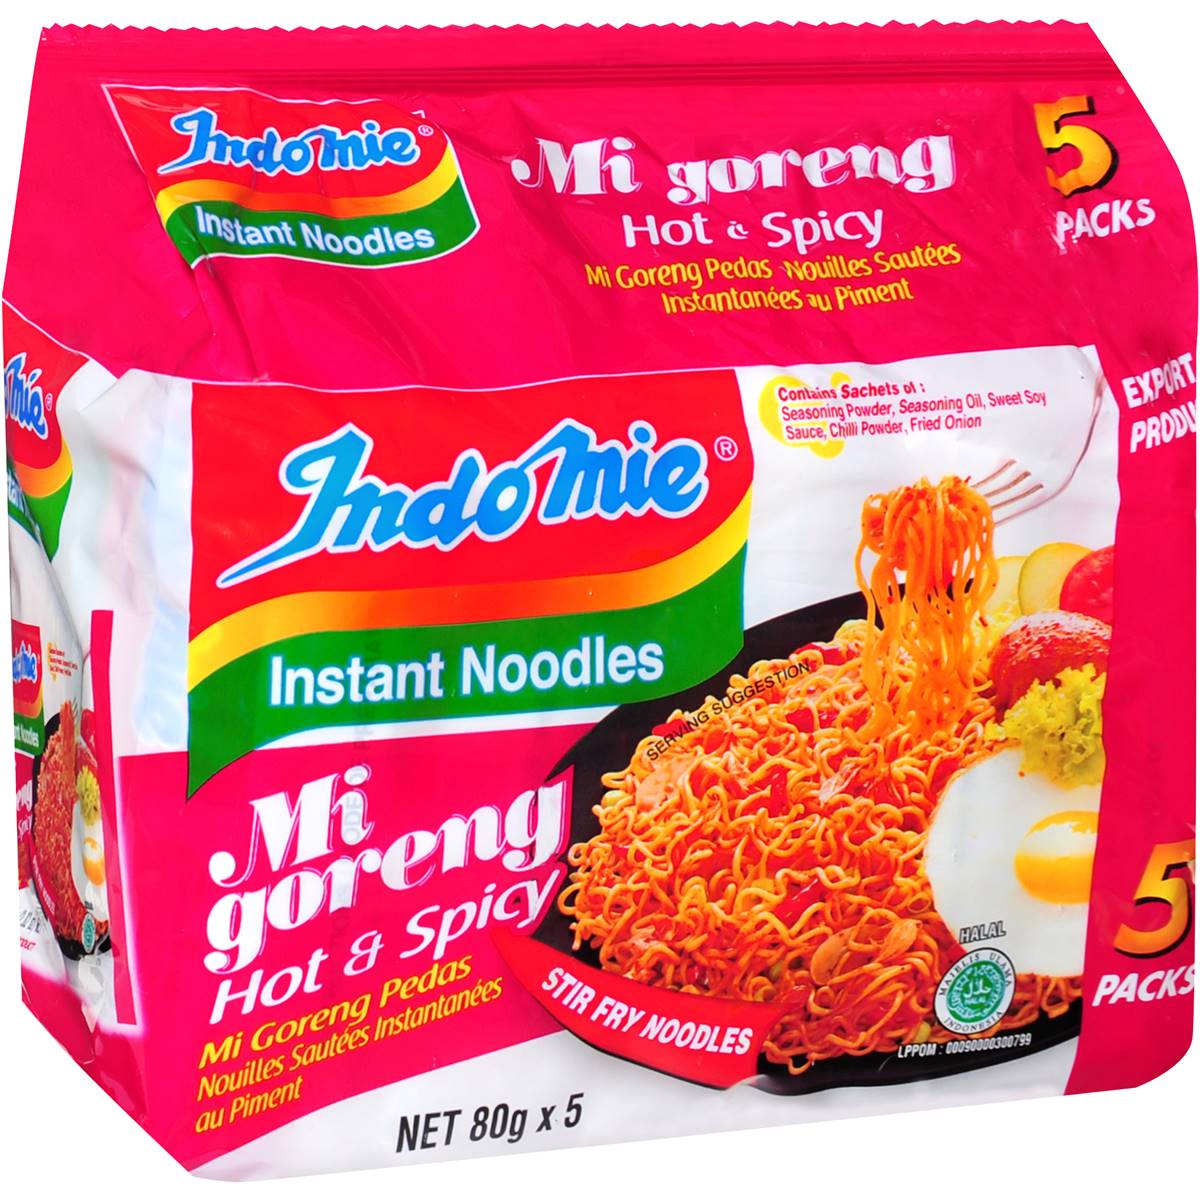 IndoMie®
Instant Noodles
Mi goreng
Hot & Spicy
Mi Goreng Pedas Nouilles Sautées
Instantanées au Piment
5
PACKS
EXPORT
Contains Sachets of :
Seasoning Powder, Seasoning Oil, Sweet Soy
Sauce, Chilli Powder, Fried Onion
IndoMie®
Instant Noodles
SERVING SUGGESTION
Mi
goreng
Hot & Spicy
Mi Goreng Pedas
Nouilles Sautées Instantanées
au Piment
STIR FRY NOODLES
5
PACKS
HALAL
MAJELIS ULAMA
HALAL
INDONESIA
LPPOM : 00090000300799
NET 80g x 5